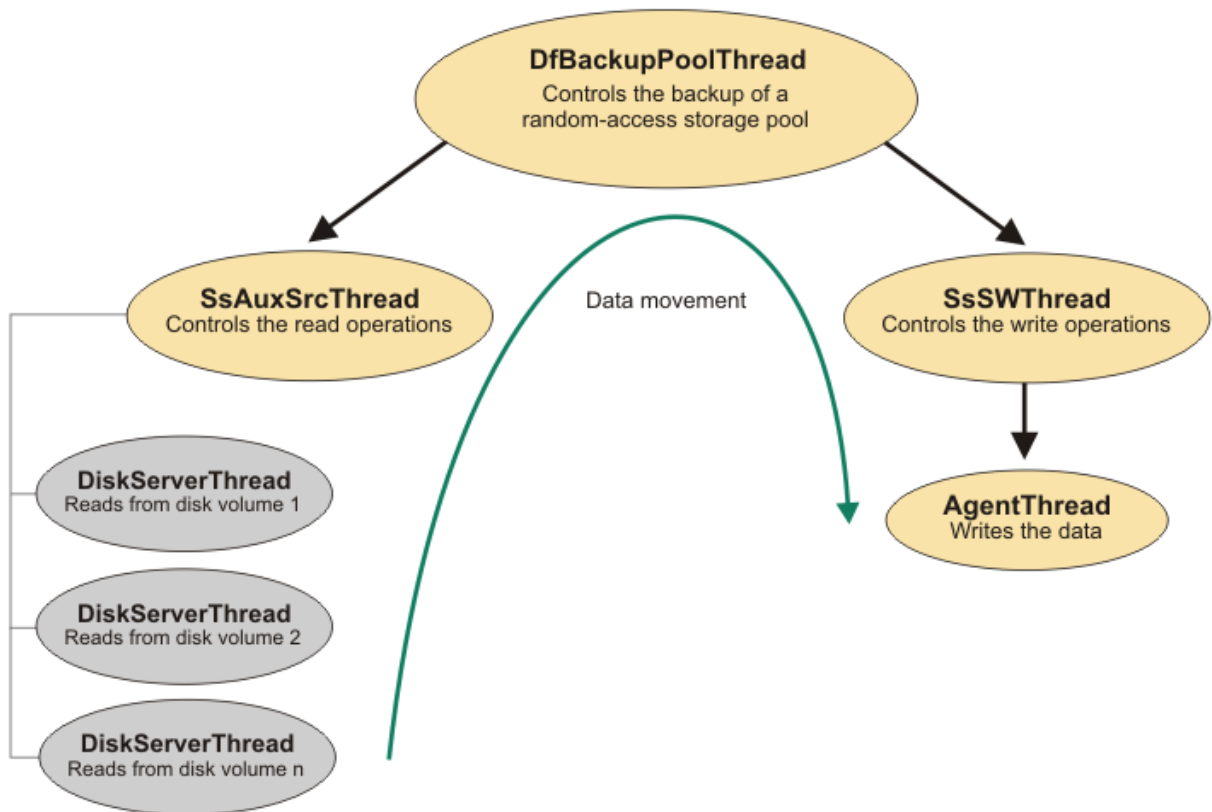 DfBackupPoolThread
Controls the backup of a
random-access storage pool
SsAuxSrcThread
Controls the read operations
Data movement
SsSWThread
Controls the write operations
DiskServerThread
Reads from disk volume 1
AgentThread
Writes the data
DiskServerThread
Reads from disk volume 2
DiskServerThread
Reads from disk volume n